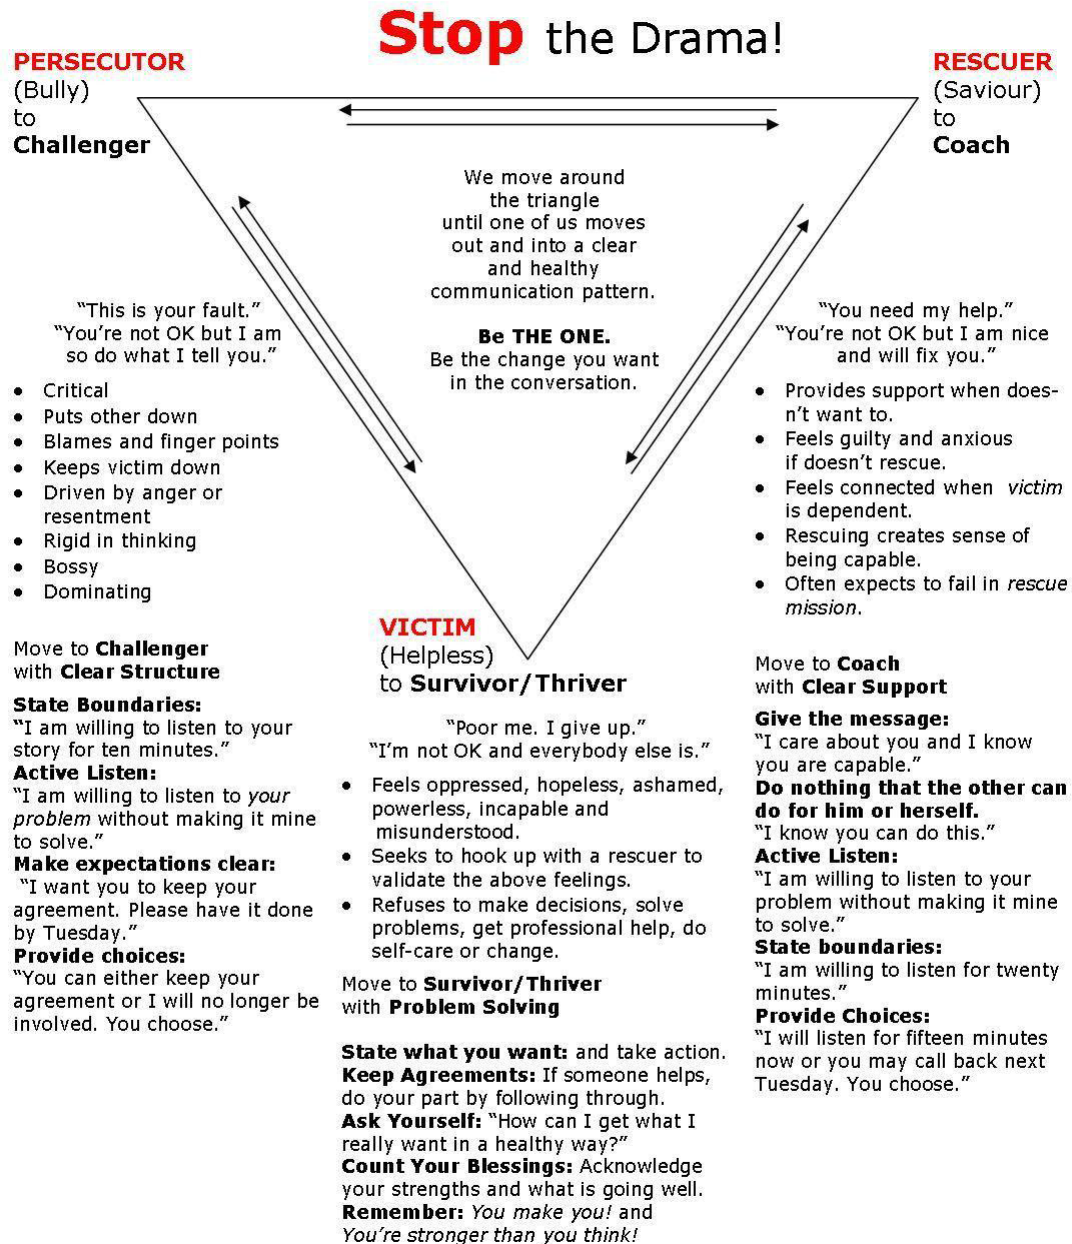 Stop the Drama!
PERSECUTOR
(Bully)
to
Challenger
RESCUER
(Saviour)
to
Coach
We move around
the triangle
until one of us moves
out and into a clear
and healthy
communication pattern.
Be THE ONE.
Be the change you want
in the conversation.
“This is your fault.”
“You’re not OK but I am
so do what I tell you.”
• Critical
• Puts other down
• Blames and finger points
• Keeps victim down
• Driven by anger or
resentment
• Rigid in thinking
• Bossy
• Dominating
Move to Challenger
with Clear Structure
State Boundaries:
“I am willing to listen to your
story for ten minutes.”
Active Listen:
“I am willing to listen to your
problem without making it mine
to solve.”
Make expectations clear:
“I want you to keep your
agreement. Please have it done
by Tuesday.”
Provide choices:
“You can either keep your
agreement or I will no longer be
involved. You choose.”
VICTIM
(Helpless)
to Survivor/Thriver
“Poor me. I give up.”
“I’m not OK and everybody else is.”
• Feels oppressed, hopeless, ashamed,
powerless, incapable and
misunderstood.
• Seeks to hook up with a rescuer to
validate the above feelings.
• Refuses to make decisions, solve
problems, get professional help, do
self-care or change.
Move to Survivor/Thriver
with Problem Solving
State what you want: and take action.
Keep Agreements: If someone helps,
do your part by following through.
Ask Yourself: “How can I get what I
really want in a healthy way?”
Count Your Blessings: Acknowledge
your strengths and what is going well.
Remember: You make you! and
You’re stronger than you think!
“You need my help.”
“You’re not OK but I am nice
and will fix you.”
• Provides support when does-
n’t want to.
• Feels guilty and anxious
if doesn’t rescue.
• Feels connected when victim
is dependent.
• Rescuing creates sense of
being capable.
• Often expects to fail in rescue
mission.
Move to Coach
with Clear Support
Give the message:
“I care about you and I know
you are capable.”
Do nothing that the other can
do for him or herself.
“I know you can do this.”
Active Listen:
“I am willing to listen to your
problem without making it mine
to solve.”
State boundaries:
“I am willing to listen for twenty
minutes.”
Provide Choices:
“I will listen for fifteen minutes
now or you may call back next
Tuesday. You choose.”